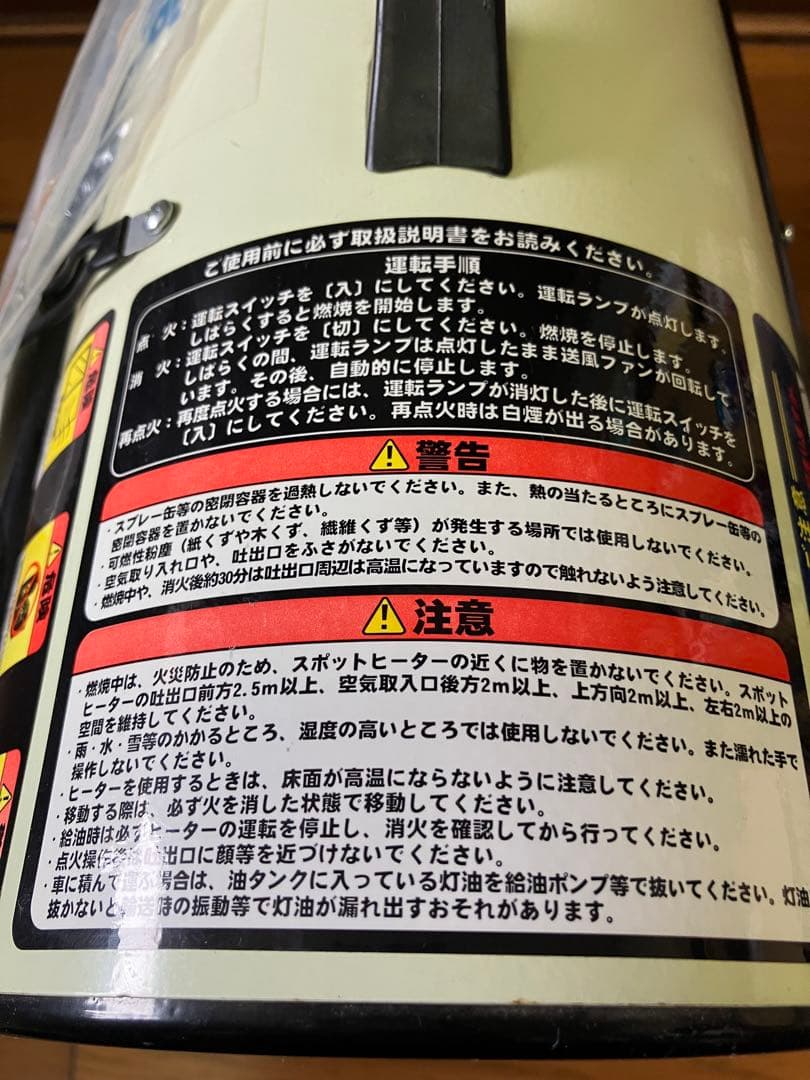 ご使用前に必ず取扱説明書をお読みください。
運転手順
点 火：運転スイッチを〔入〕にしてください。運転ランプが点灯します。
しばらくすると燃焼を開始します。
消 火：運転スイッチを〔切〕にしてください。燃焼を停止します。
しばらくの間、運転ランプは点灯したまま送風ファンが回転して
います。その後、自動的に停止します。
再点火：再度点火する場合には、運転ランプが消灯した後に運転スイッチを
〔入〕にしてください。再点火時は白煙が出る場合があります。
警告
・スプレー缶等の密閉容器を過熱しないでください。また、熱の当たるところにスプレー缶等の
密閉容器を置かないでください。
・可燃性粉塵（紙くずや木くず、繊維くず等）が発生する場所では使用しないでください。
・空気取り入れ口や、吐出口をふさがないでください。
・燃焼中や、消火後約30分は吐出口周辺は高温になっていますので触れないよう注意してください。
注意
・燃焼中は、火災防止のため、スポットヒーターの近くに物を置かないでください。スポット
ヒーターの吐出口前方2.5m以上、空気取入口後方2m以上、上方向2m以上、左右2m以上の
空間を維持してください。
・雨・水・雪等のかかるところ、湿度の高いところでは使用しないでください。また濡れた手で
操作しないでください。
・ヒーターを使用するときは、床面が高温にならないように注意してください。
・移動する際は、必ず火を消した状態で移動してください。
・給油時は必ずヒーターの運転を停止し、消火を確認してから行ってください。
・点火操作後は吐出口に顔等を近づけないでください。
・車に積んで運ぶ場合は、油タンクに入っている灯油を給油ポンプ等で抜いてください。灯油
抜かないと輸送時の振動等で灯油が漏れ出すおそれがあります。